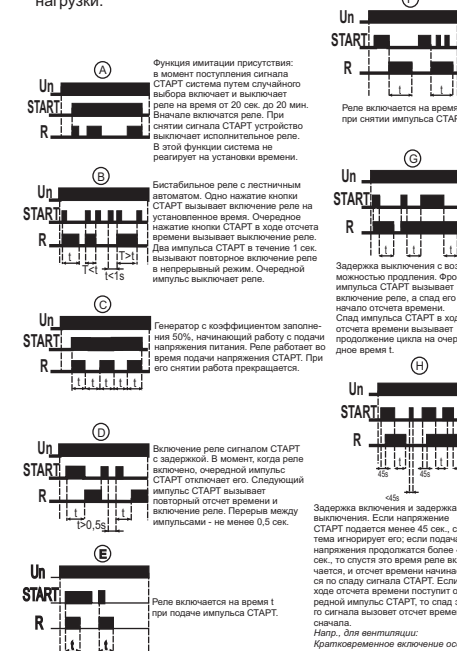 нагрузки.
A
Un
START
R
Функция имитации присутствия:
в момент поступления сигнала
СТАРТ система путем случайного
выбора включает и выключает
реле на время от 20 сек. до 20 мин.
Вначале включатся реле. При
снятии сигнала СТАРТ устройство
выключает исполнительное реле.
В этой функции система не
реагирует на установки времени.
B
Un
START
R
t
T<t
t<1s
T>t
Бистабильное реле с лестничным
автоматом. Одно нажатие кнопки
СТАРТ вызывает включение реле на
установленное время. Очередное
нажатие кнопки СТАРТ в ходе отсчета
времени вызывает выключение реле.
Два импульса СТАРТ в течение 1 сек.
вызывают повторное включение реле
в непрерывный режим. Очередной
импульс выключает реле.
C
Un
START
R
t t t t t
Генератор с коэффициентом заполне-
ния 50%, начинающий работу с подачи
напряжения питания. Реле работает во
время подачи напряжения СТАРТ. При
его снятии работа прекращается.
D
Un
START
R
t
t
t>0,5s
Включение реле сигналом СТАРТ
с задержкой. В момент, когда реле
включено, очередной импульс
СТАРТ отключает его. Следующий
импульс СТАРТ вызывает
повторный отсчет времени и
включение реле. Перерыв между
импульсами - не менее 0,5 сек.
E
Un
START
R
t t
Реле включается на время t
при подаче импульса СТАРТ.
Un
START
R
t t
Реле включается на время
при снятии импульса СТАР
G
Un
START
R
t t t
Задержка выключения с воз
можностью продления. Фро
импульса СТАРТ вызывает
включение реле, а спад его
начало отсчета времени.
Спад импульса СТАРТ в ход
отсчета времени вызывает
продолжение цикла на очер
дное время t.
H
Un
START
R
t
t
45s
45s
<45s
Задержка включения и задержка
выключения. Если напряжение
СТАРТ подается менее 45 сек., с
тема игнорирует его; если подача
напряжения продолжатся более
сек., то спустя это время реле вк
чается, и отсчет времени начинае
ся по спаду сигнала СТАРТ. Если
ходе отсчета времени поступит о
редной импульс СТАРТ, то спад э
го сигнала вызовет отсчет времен
сначала.
Напр., для вентиляции:
Кратковременное включение осв